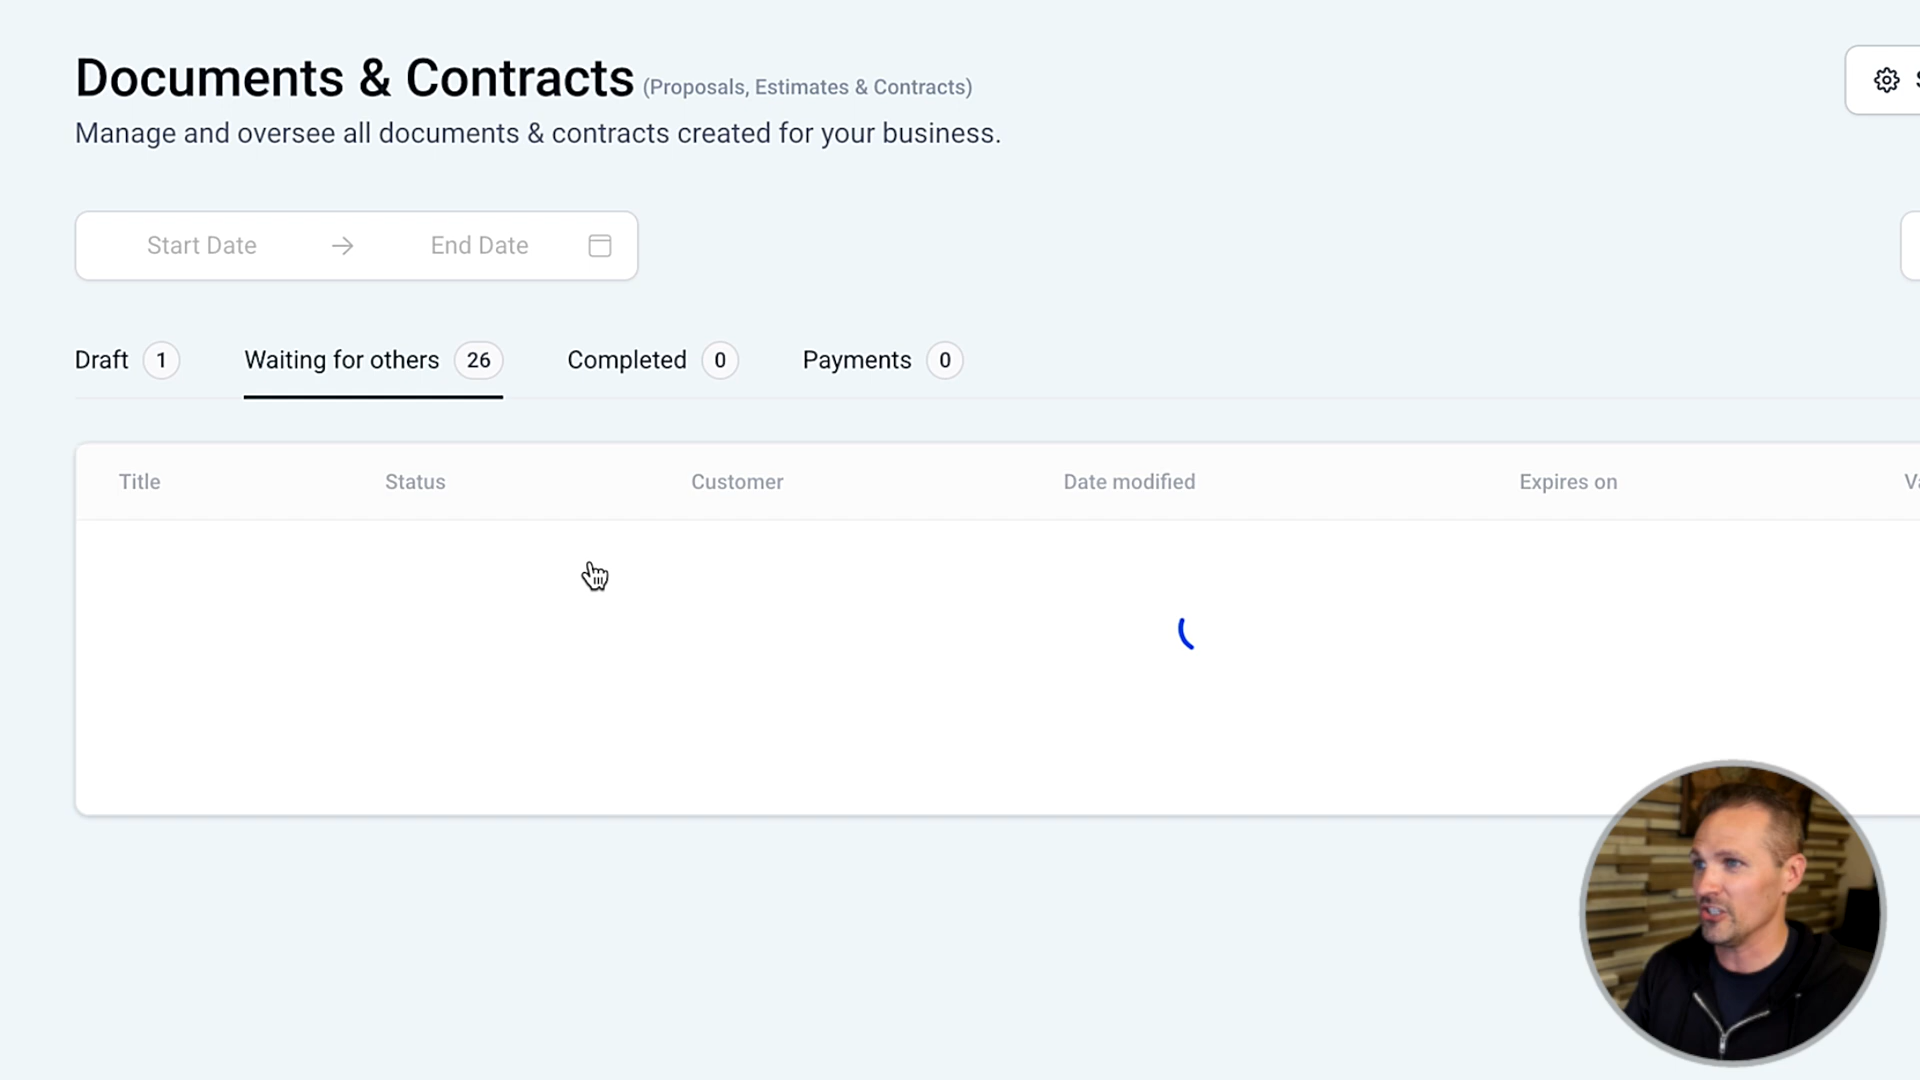 Documents & Contracts (Proposals, Estimates & Contracts)
Manage and oversee all documents & contracts created for your business.
Start Date → End Date
Draft 1 Waiting for others 26 Completed 0 Payments 0
Title Status Customer Date modified Expires on